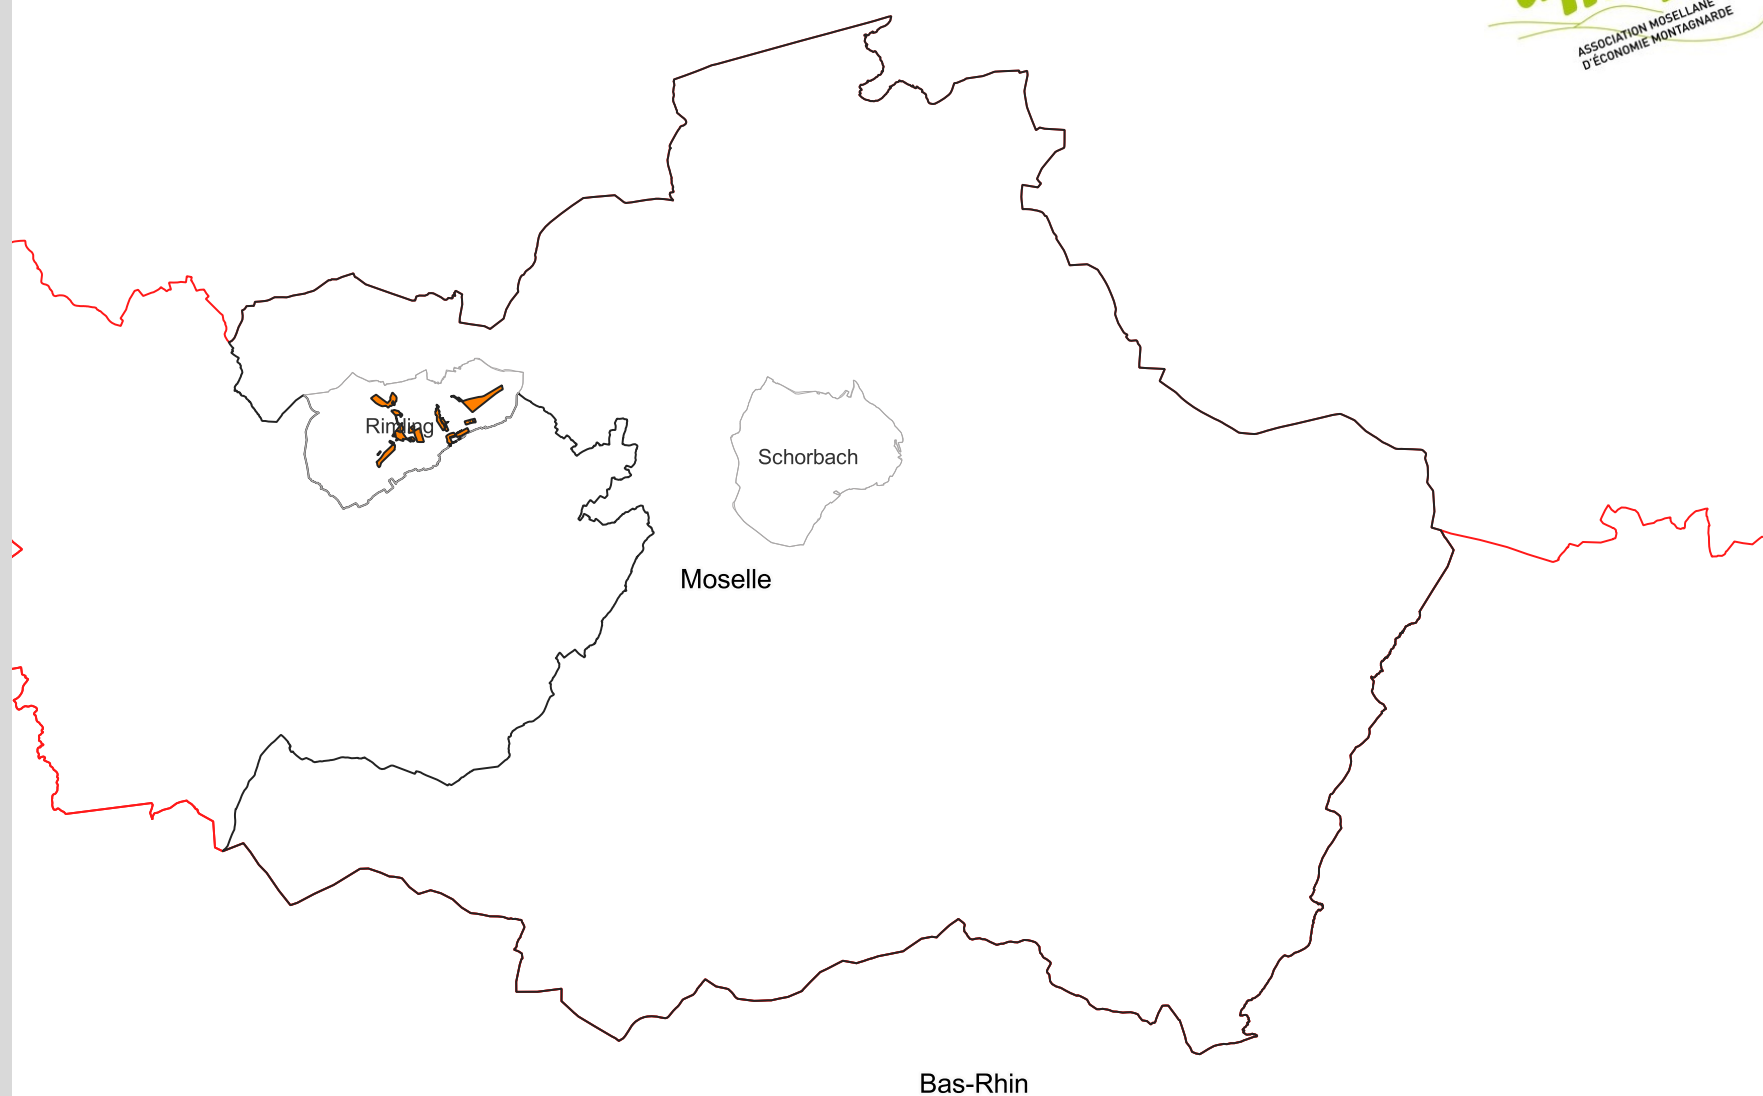 ASSOCIATION MOSELLANE
D'ÉCONOMIE MONTAGNARDE
Rimling
Schorbach
Moselle
Bas-Rhin